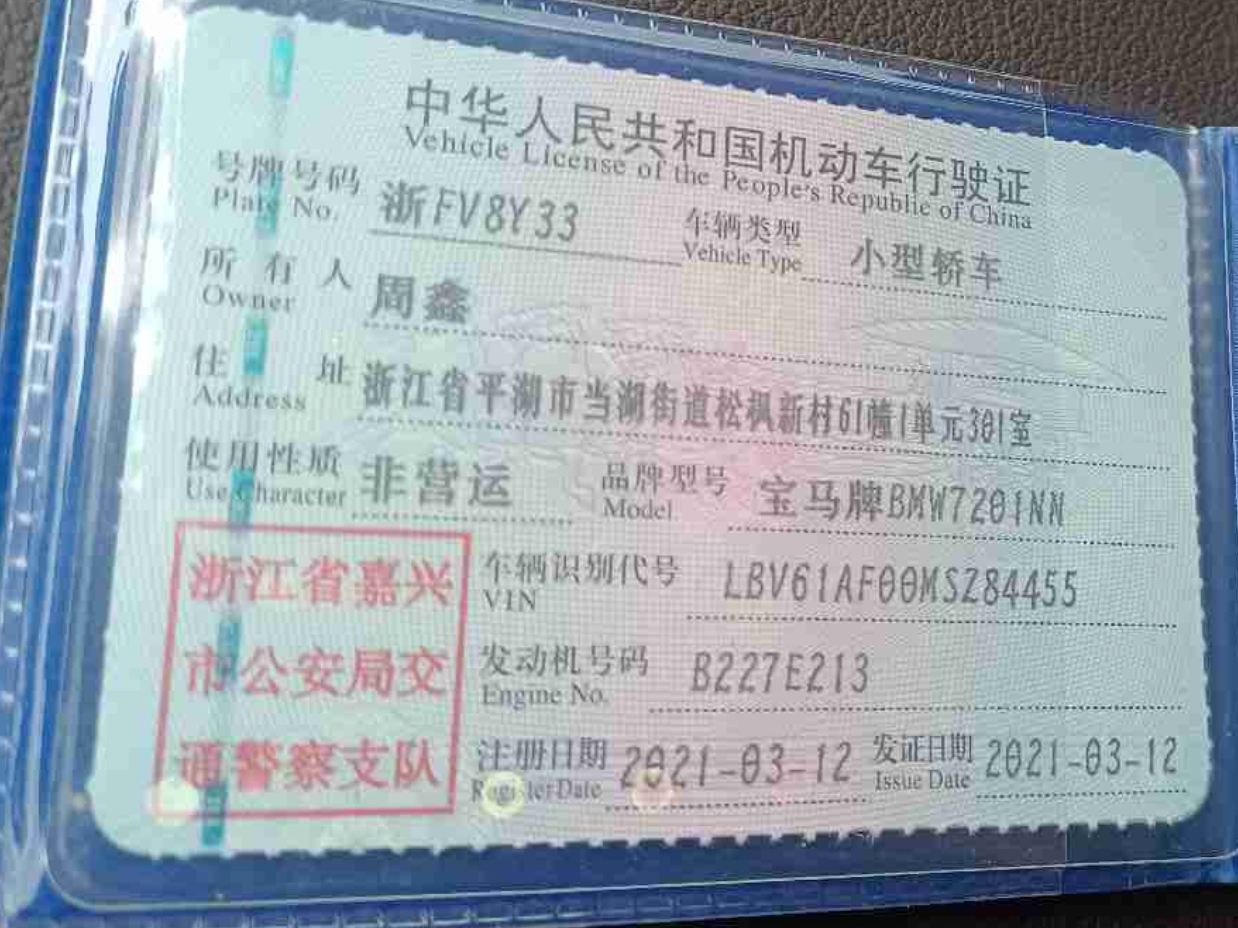 中华人民共和国机动车行驶证
Vehicle License of the People's Republic of China
号牌号码 浙FV8Y33 车辆类型 小型轿车
Plate No. Vehicle Type
所有人 周鑫
Owner
住址 浙江省平湖市当湖街道松枫新村61幢1单元301室
Address
使用性质 非营运 品牌型号 宝马牌BMW7201NN
Use Character Model
浙江省嘉兴
市公安局交
通警察支队
车辆识别代号 LBV61AF00MSZ84455
VIN
发动机号码 B227E213
Engine No.
注册日期 2021-03-12 发证日期 2021-03-12
Register Date Issue Date